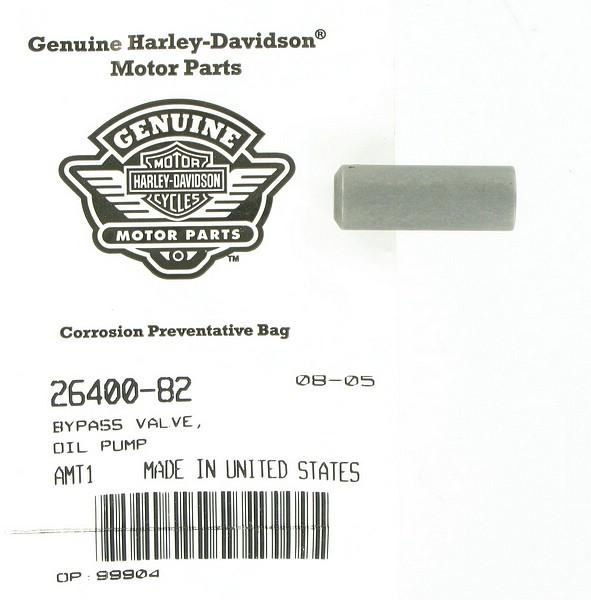 Genuine Harley-Davidson®
Motor Parts
GENUINE
MOTOR
HARLEY-DAVIDSON
CYCLES
MOTOR PARTS
™
Corrosion Preventative Bag
26400-82 08-05
BYPASS VALVE,
OIL PUMP
AMT1 MADE IN UNITED STATES
OP 99904